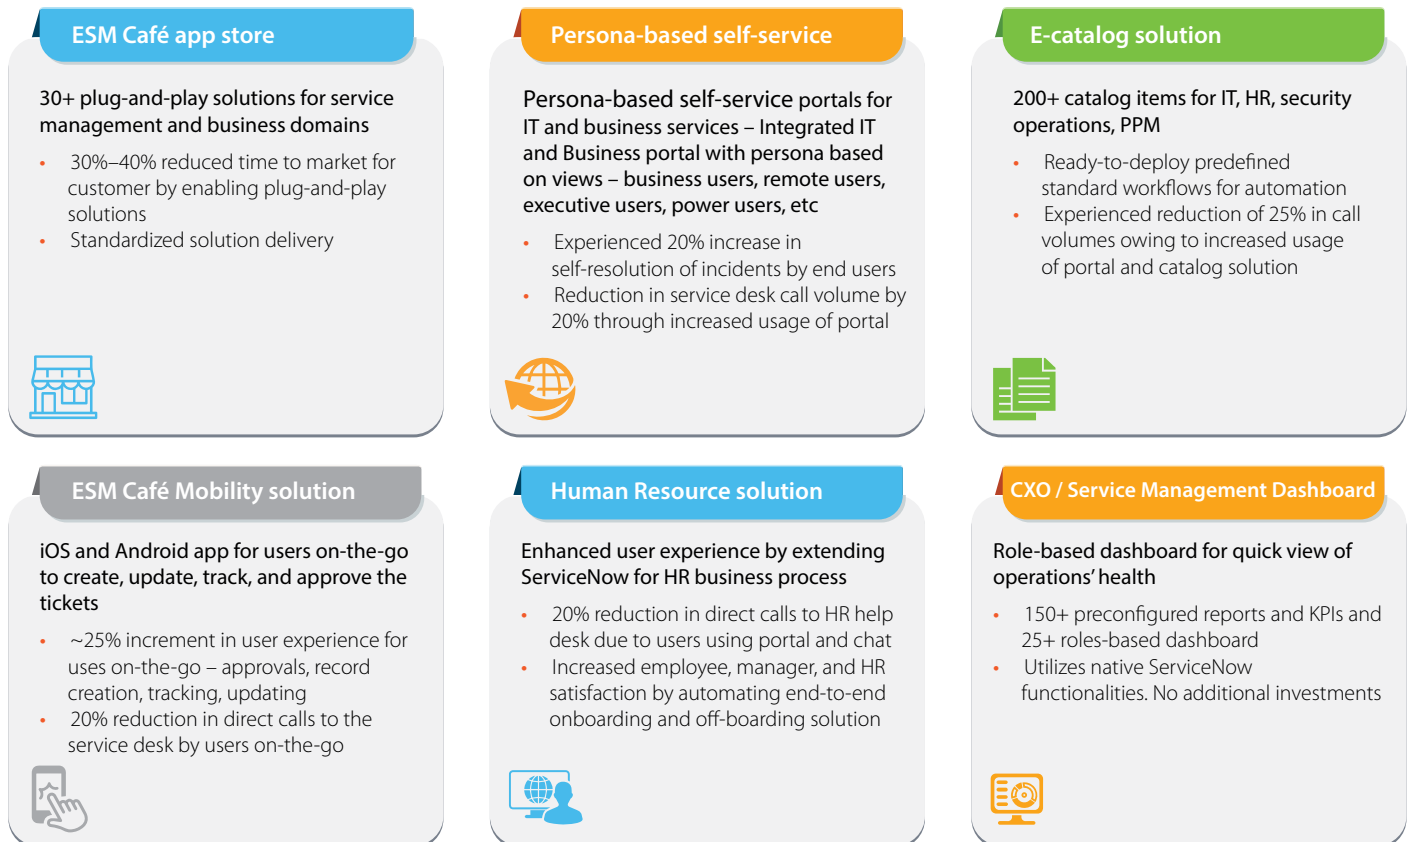 ESM Café app store
30+ plug-and-play solutions for service
management and business domains
• 30%–40% reduced time to market for
customer by enabling plug-and-play
solutions
• Standardized solution delivery
Persona-based self-service
Persona-based self-service portals for
IT and business services – Integrated IT
and Business portal with persona based
on views – business users, remote users,
executive users, power users, etc
• Experienced 20% increase in
self-resolution of incidents by end users
• Reduction in service desk call volume by
20% through increased usage of portal
E-catalog solution
200+ catalog items for IT, HR, security
operations, PPM
• Ready-to-deploy predefined
standard workflows for automation
• Experienced reduction of 25% in call
volumes owing to increased usage
of portal and catalog solution
ESM Café Mobility solution
iOS and Android app for users on-the-go
to create, update, track, and approve the
tickets
• ~25% increment in user experience for
uses on-the-go – approvals, record
creation, tracking, updating
• 20% reduction in direct calls to the
service desk by users on-the-go
Human Resource solution
Enhanced user experience by extending
ServiceNow for HR business process
• 20% reduction in direct calls to HR help
desk due to users using portal and chat
• Increased employee, manager, and HR
satisfaction by automating end-to-end
onboarding and off-boarding solution
CXO / Service Management Dashboard
Role-based dashboard for quick view of
operations’ health
• 150+ preconfigured reports and KPIs and
25+ roles-based dashboard
• Utilizes native ServiceNow
functionalities. No additional investments